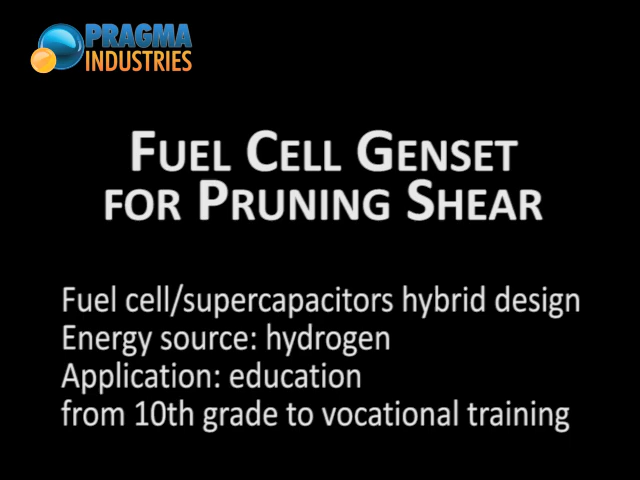 PRAGMA
INDUSTRIES
FUEL CELL GENSET
FOR PRUNING SHEAR
Fuel cell/supercapacitors hybrid design
Energy source: hydrogen
Application: education
from 10th grade to vocational training